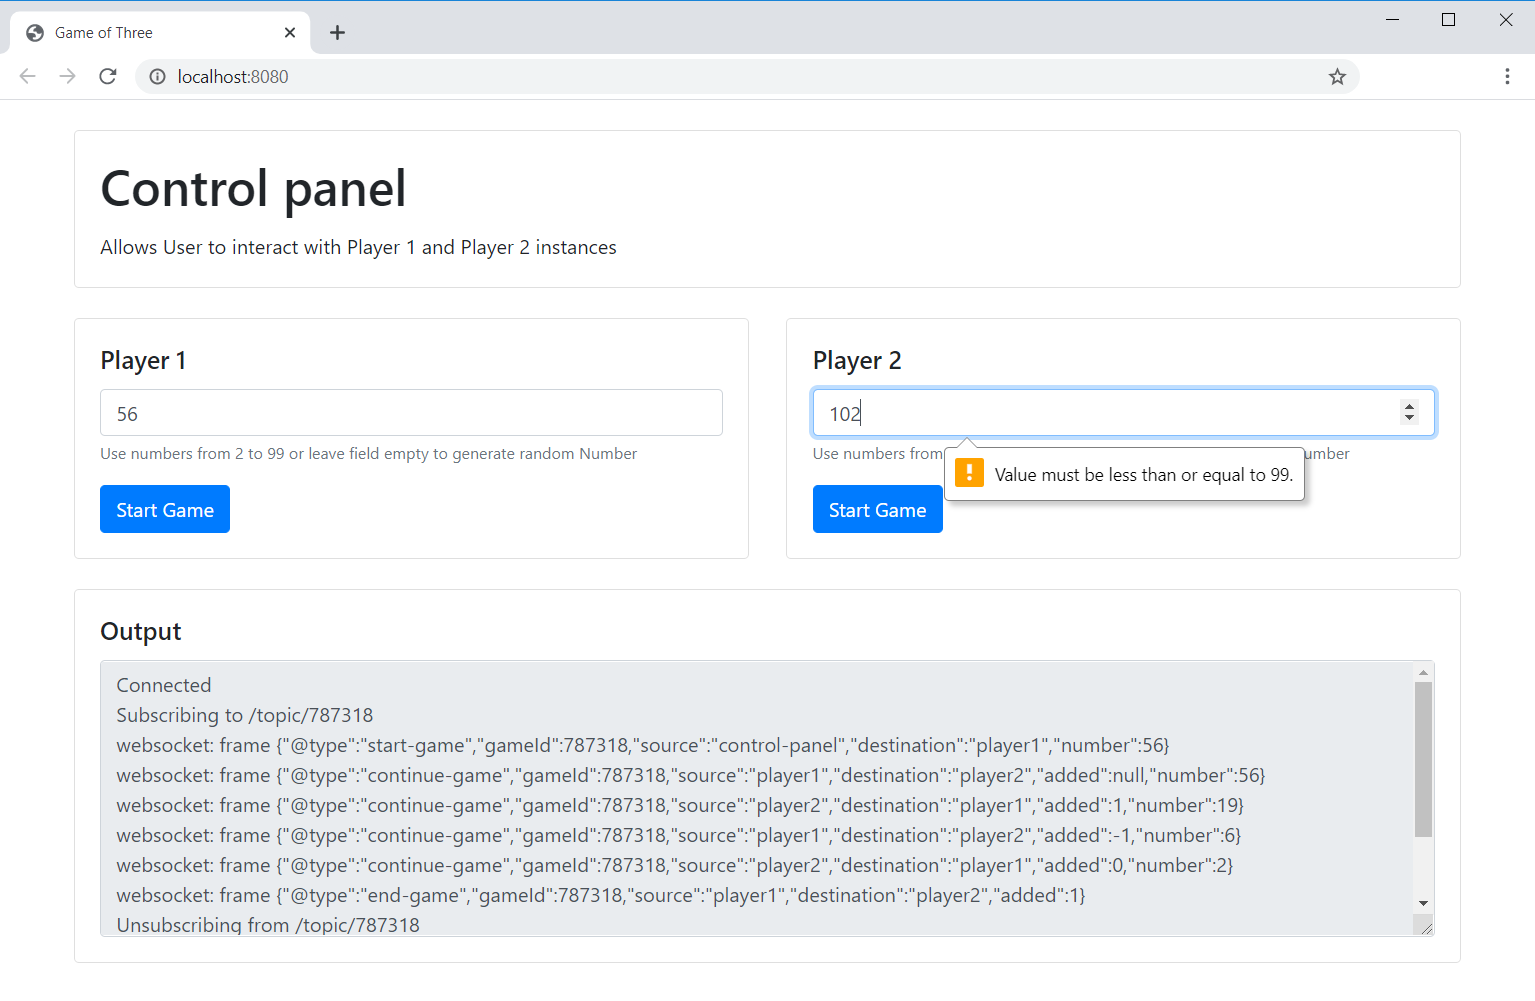 Game of Three
localhost:8080
Control panel
Allows User to interact with Player 1 and Player 2 instances
Player 1
56
Use numbers from 2 to 99 or leave field empty to generate random Number
Start Game
Player 2
102
Use numbers from
umber
Value must be less than or equal to 99.
Start Game
Output
Connected
Subscribing to /topic/787318
websocket: frame {"@type":"start-game","gameId":787318,"source":"control-panel","destination":"player1","number":56}
websocket: frame {"@type":"continue-game","gameId":787318,"source":"player1","destination":"player2","added":null,"number":56}
websocket: frame {"@type":"continue-game","gameId":787318,"source":"player2","destination":"player1","added":1,"number":19}
websocket: frame {"@type":"continue-game","gameId":787318,"source":"player1","destination":"player2","added":-1,"number":6}
websocket: frame {"@type":"continue-game","gameId":787318,"source":"player2","destination":"player1","added":0,"number":2}
websocket: frame {"@type":"end-game","gameId":787318,"source":"player1","destination":"player2","added":1}
Unsubscribing from /topic/787318